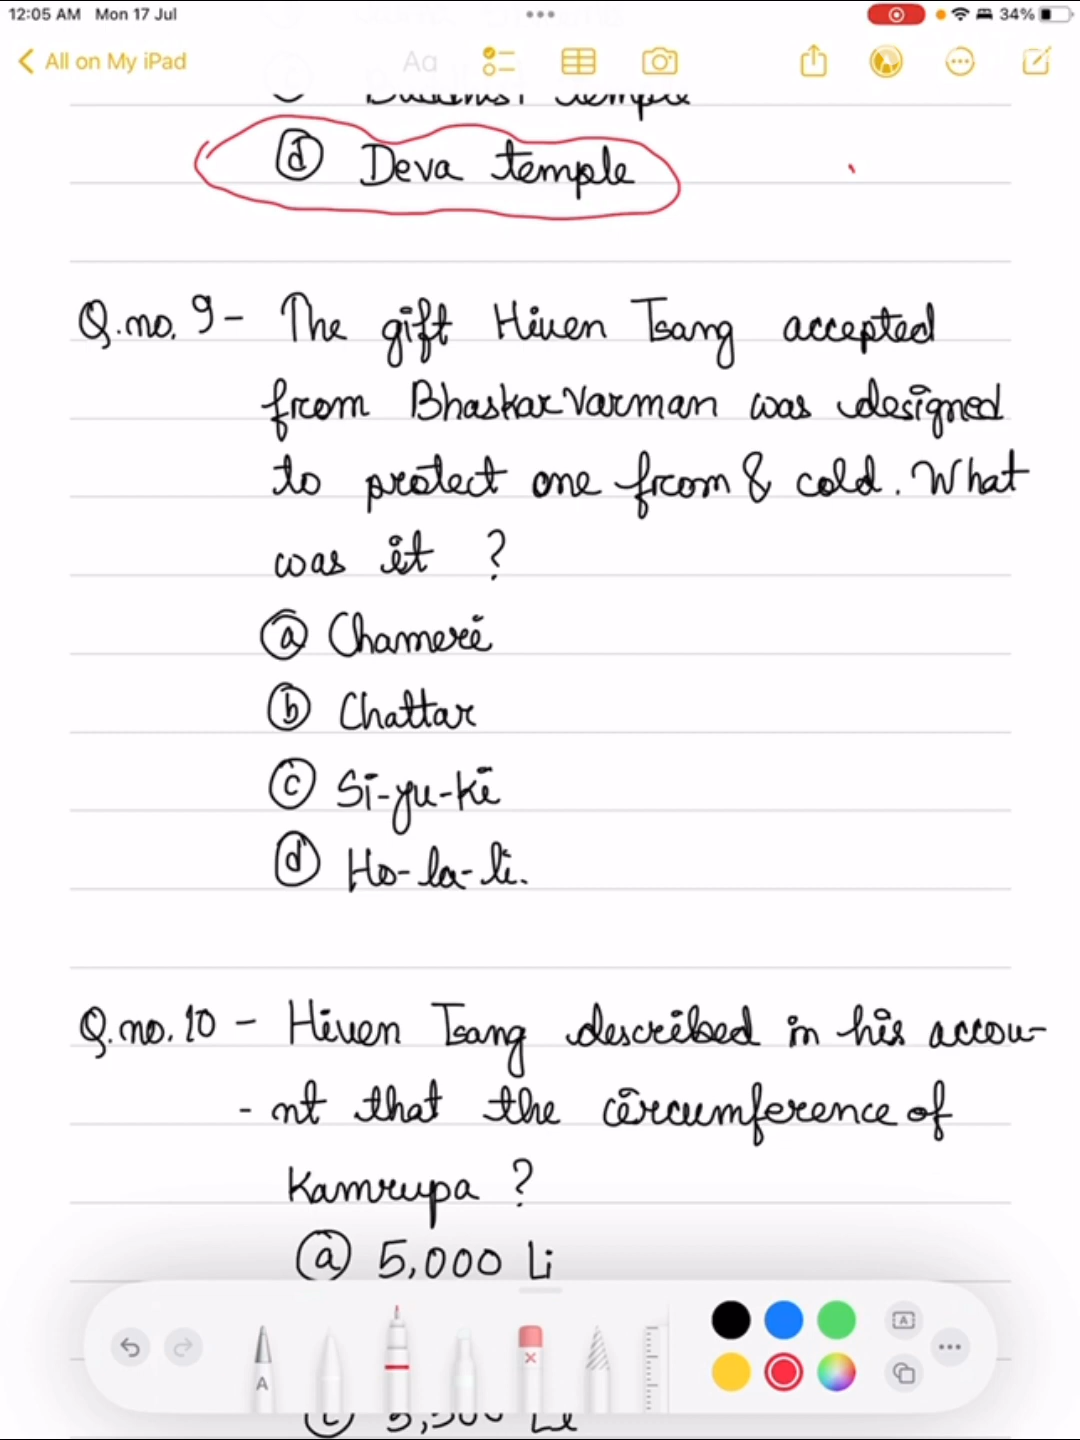 12:05 AM Mon 17 Jul
34%
All on My iPad
Aa
Buddhist temple
d Deva temple
Q.no. 9 - The gift Hiuen Tsang accepted
from Bhaskar Varman was designed
to protect one from & cold. What
was it ?
a Chameri
b Chattar
c Si-yu-ki
d Ho-la-li.
Q.no. 10 - Hiuen Tsang described in his accou-
- nt that the circumference of
Kamrupa ?
a 5,000 Li
A
A